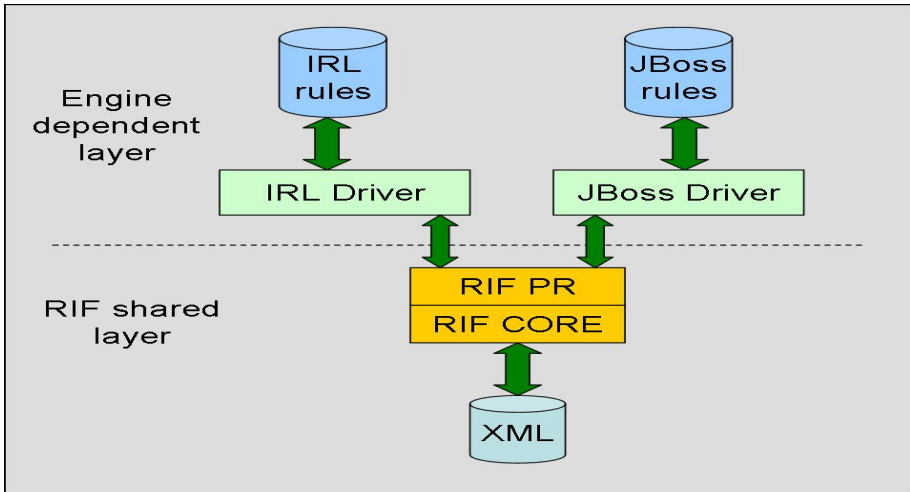 IRL
rules
JBoss
rules
Engine
dependent
layer
IRL Driver
JBoss Driver
RIF PR
RIF CORE
RIF shared
layer
XML